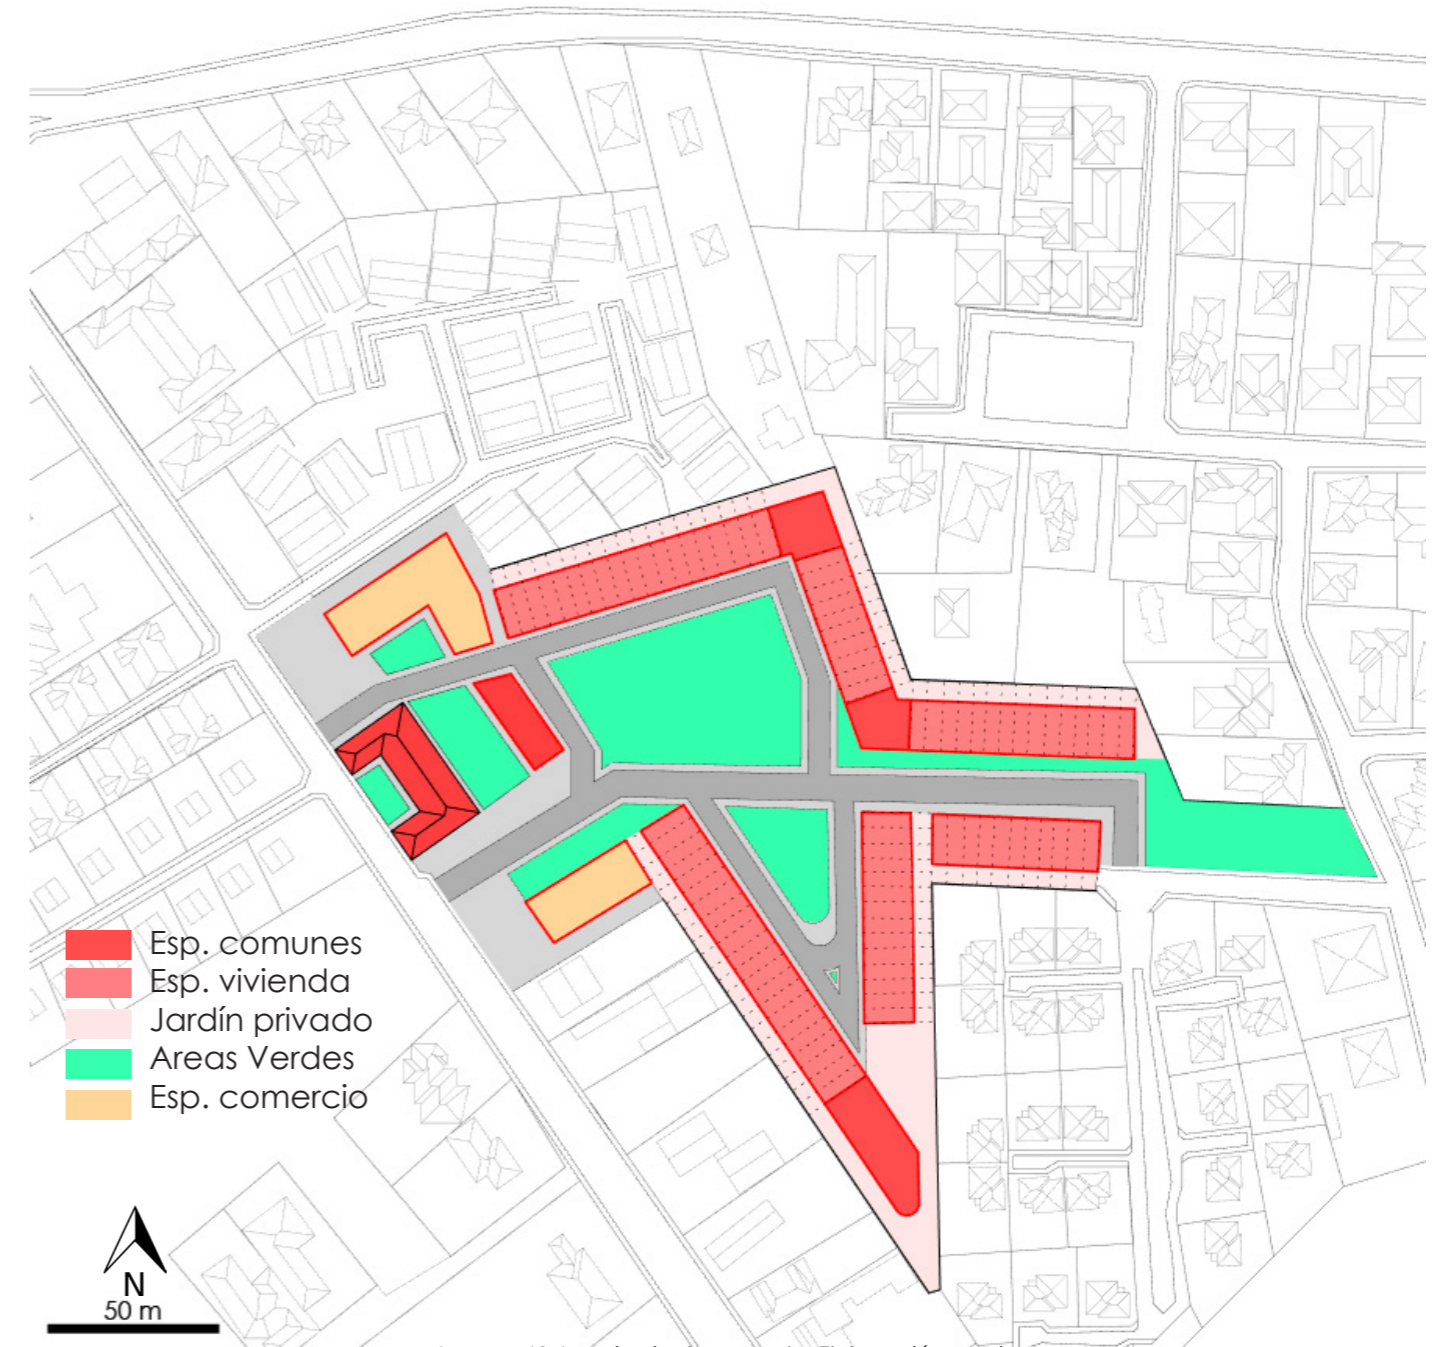 Esp. comunes
Esp. vivienda
Jardín privado
Areas Verdes
Esp. comercio
N
50 m